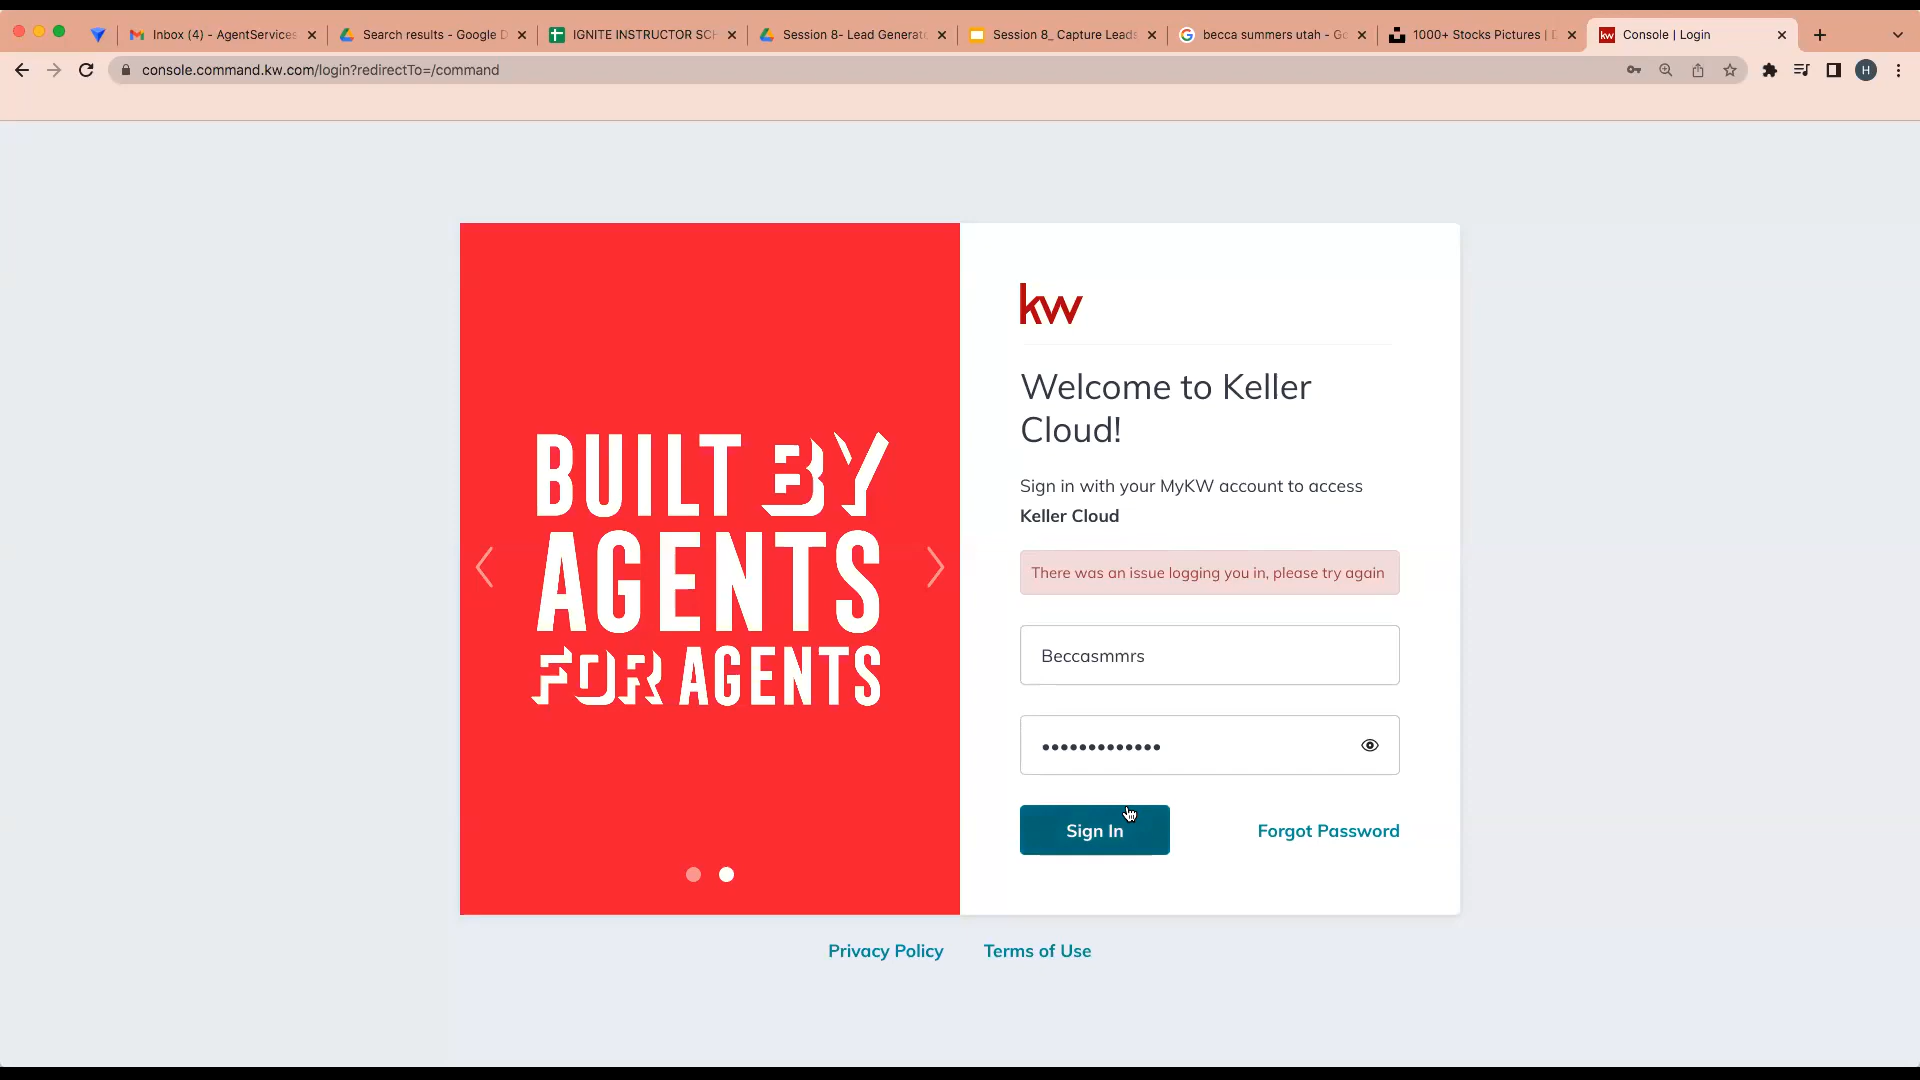 Inbox (4) - AgentServices
Search results - Google D
IGNITE INSTRUCTOR SCH
Session 8- Lead Generat
Session 8_ Capture Leads
becca summers utah - Go
1000+ Stocks Pictures | D
kw Console | Login
console.command.kw.com/login?redirectTo=/command
H
BUILT BY
AGENTS
FOR AGENTS
kw
Welcome to Keller
Cloud!
Sign in with your MyKW account to access
Keller Cloud
There was an issue logging you in, please try again
Beccasmmrs
•••••••••••••
Sign In
Forgot Password
Privacy Policy
Terms of Use